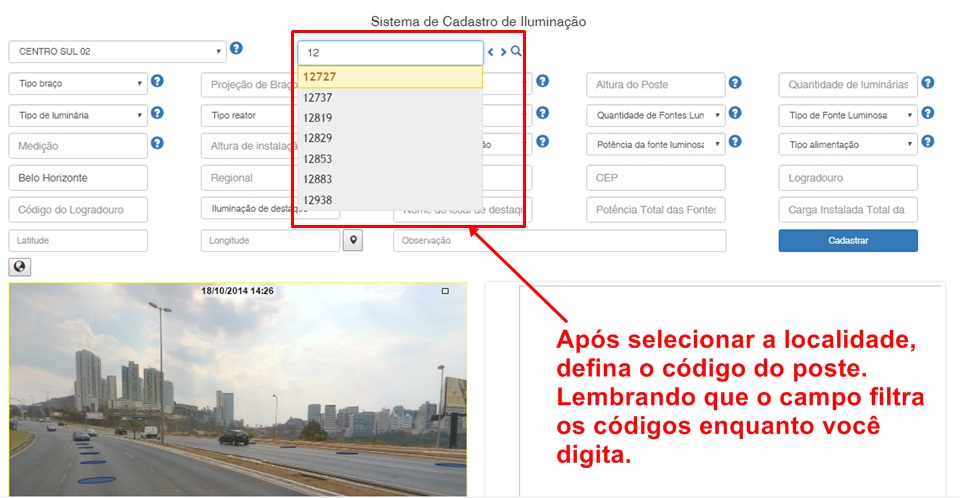 Sistema de Cadastro de Iluminação
CENTRO SUL 02
12
12727
12737
12819
12829
12853
12883
12938
Tipo braço
Projeção de Braço
Altura do Poste
Quantidade de luminárias
Tipo de luminária
Tipo reator
Quantidade de Fontes Lun
Tipo de Fonte Luminosa
Medição
Altura de instalaç
Potência da fonte luminosa
Tipo alimentação
Belo Horizonte
Regional
CEP
Logradouro
Código do Logradouro
Iluminação de destaqu
Nome do local de destaqu
Potência Total das Fontes
Carga Instalada Total da
Latitude
Longitude
Observação
Cadastrar
18/10/2014 14:26
Após selecionar a localidade,
defina o código do poste.
Lembrando que o campo filtra
os códigos enquanto você
digita.